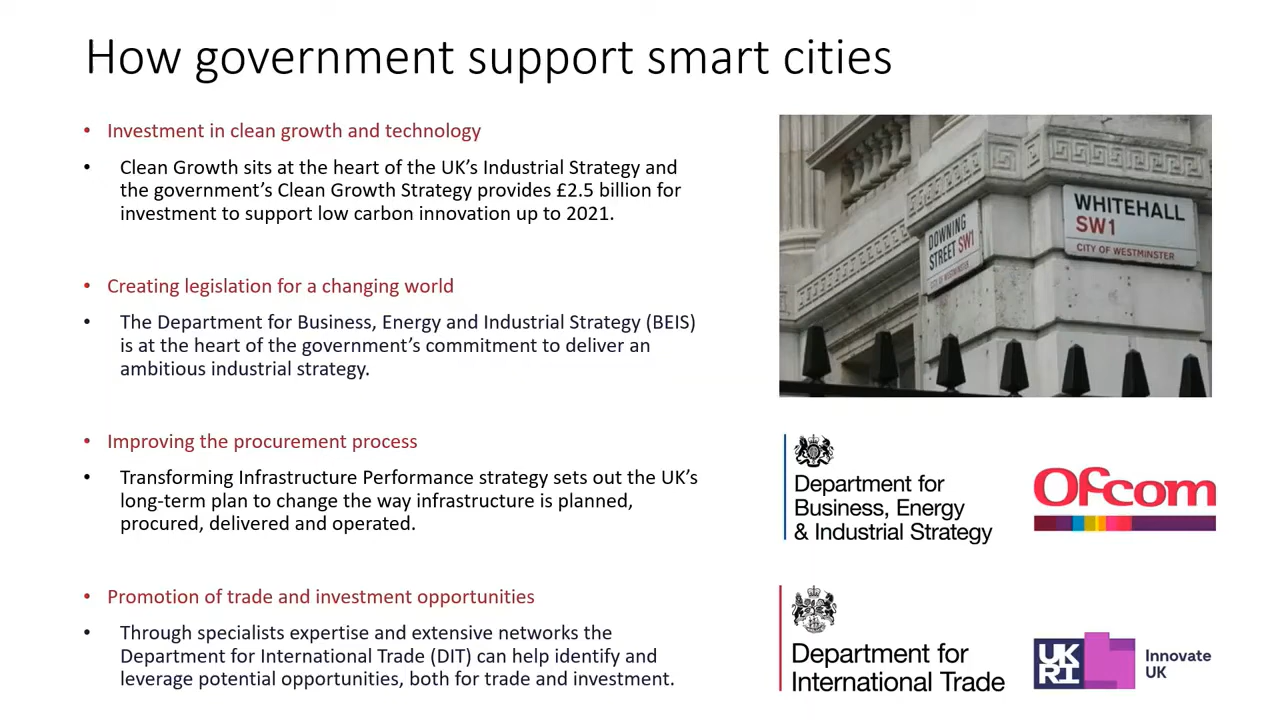 How government support smart cities
• Investment in clean growth and technology
• Clean Growth sits at the heart of the UK's Industrial Strategy and
the government's Clean Growth Strategy provides £2.5 billion for
investment to support low carbon innovation up to 2021.
• Creating legislation for a changing world
• The Department for Business, Energy and Industrial Strategy (BEIS)
is at the heart of the government's commitment to deliver an
ambitious industrial strategy.
• Improving the procurement process
• Transforming Infrastructure Performance strategy sets out the UK's
long-term plan to change the way infrastructure is planned,
procured, delivered and operated.
• Promotion of trade and investment opportunities
• Through specialists expertise and extensive networks the
Department for International Trade (DIT) can help identify and
leverage potential opportunities, both for trade and investment.
DOWNING
STREET SW1
CITY OF WESTMINSTER
WHITEHALL
SW1
CITY OF WESTMINSTER
Department for
Business, Energy
& Industrial Strategy
Ofcom
Department for
International Trade
UK
RI
Innovate
UK